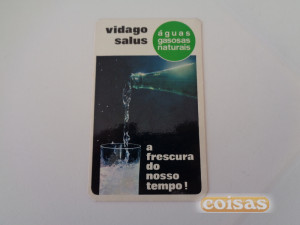 vidago
salus
águas
gasosas
naturais
a
frescura
do
nosso
tempo!
coisas